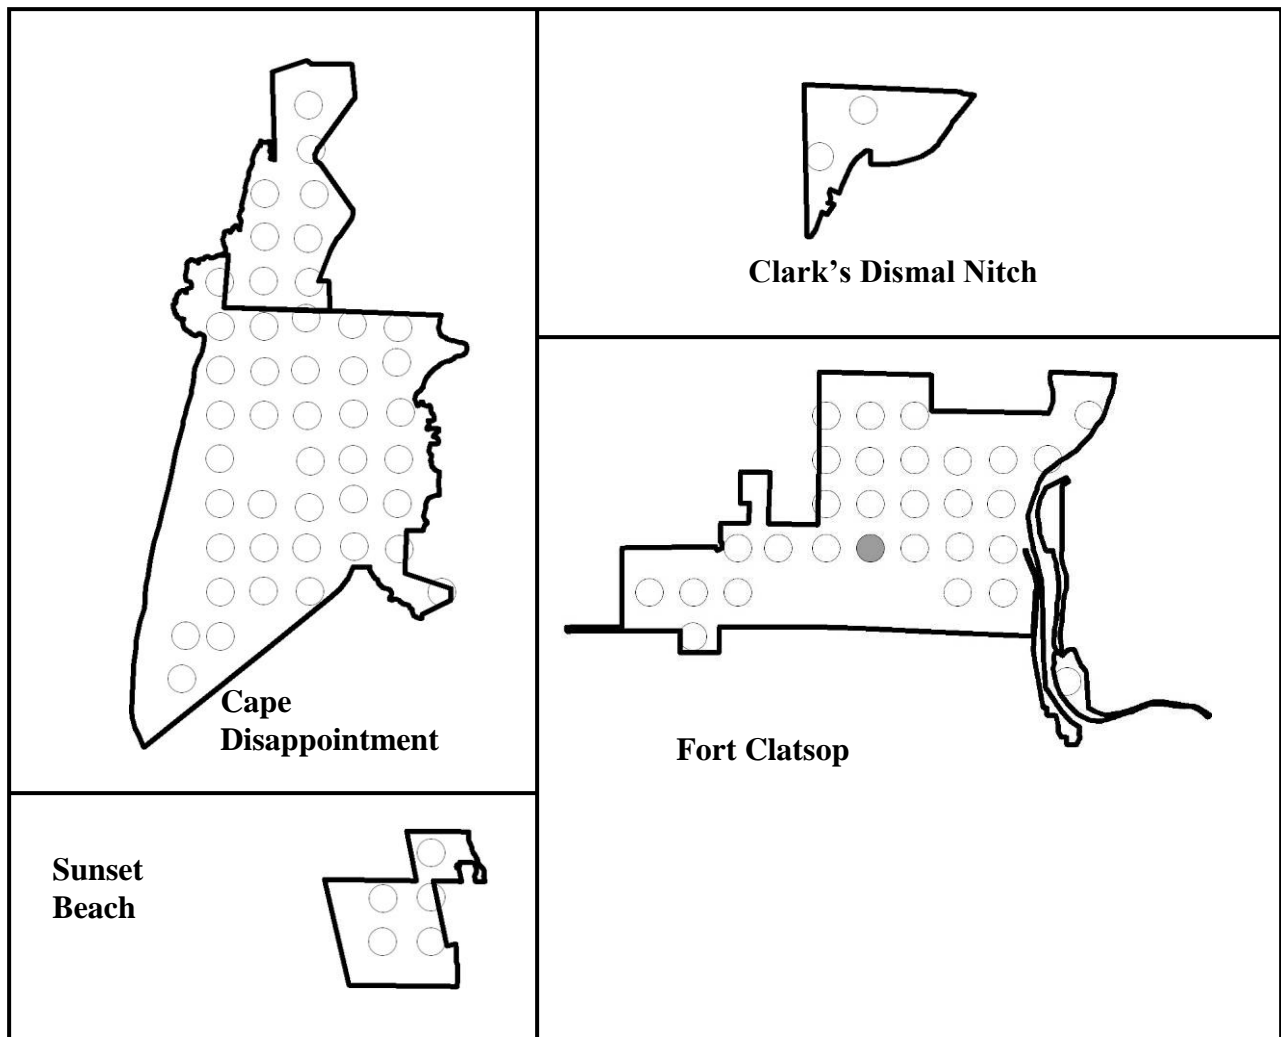 Clark's Dismal Nitch
Cape
Disappointment
Fort Clatsop
Sunset
Beach